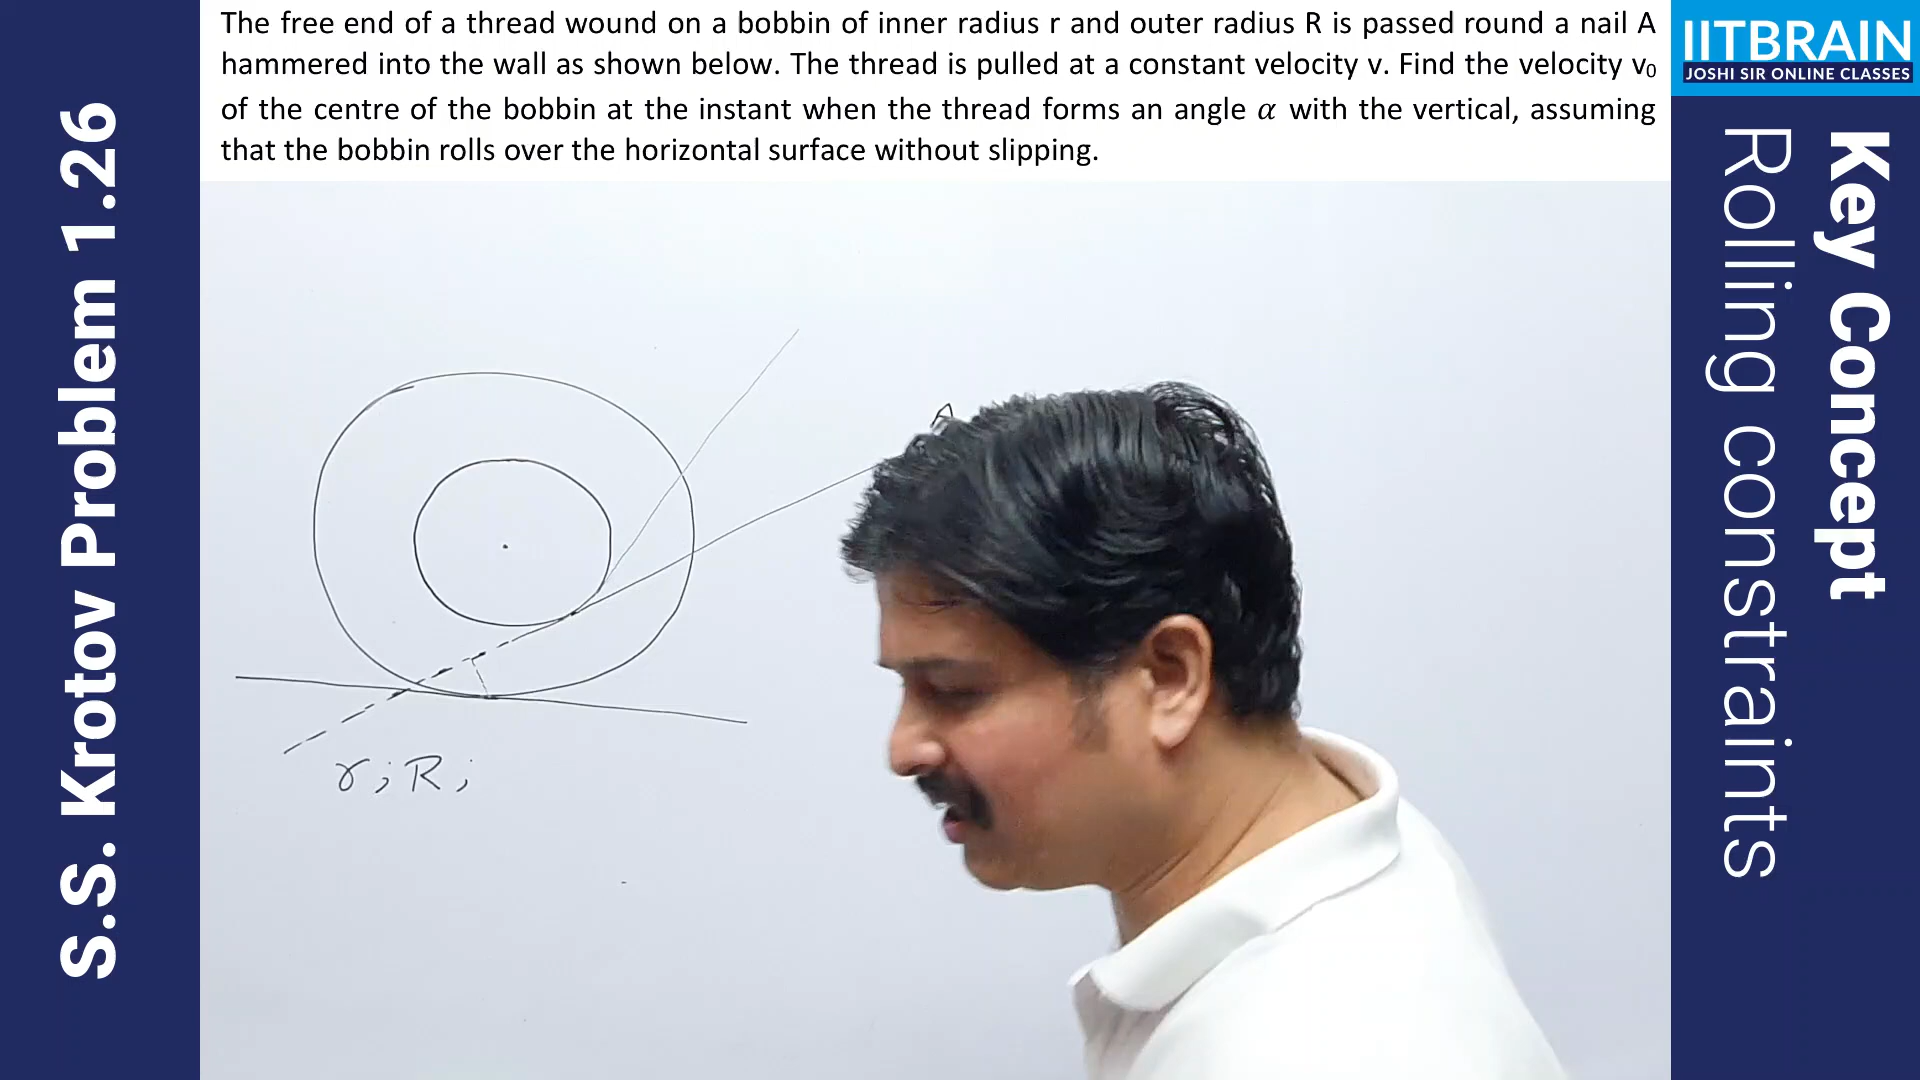 The free end of a thread wound on a bobbin of inner radius r and outer radius R is passed round a nail A
hammered into the wall as shown below. The thread is pulled at a constant velocity v. Find the velocity v₀
of the centre of the bobbin at the instant when the thread forms an angle α with the vertical, assuming
that the bobbin rolls over the horizontal surface without slipping.
IITBRAIN
JOSHI SIR ONLINE CLASSES
S.S. Krotov Problem 1.26
Key Concept
Rolling constraints
A
r; R;